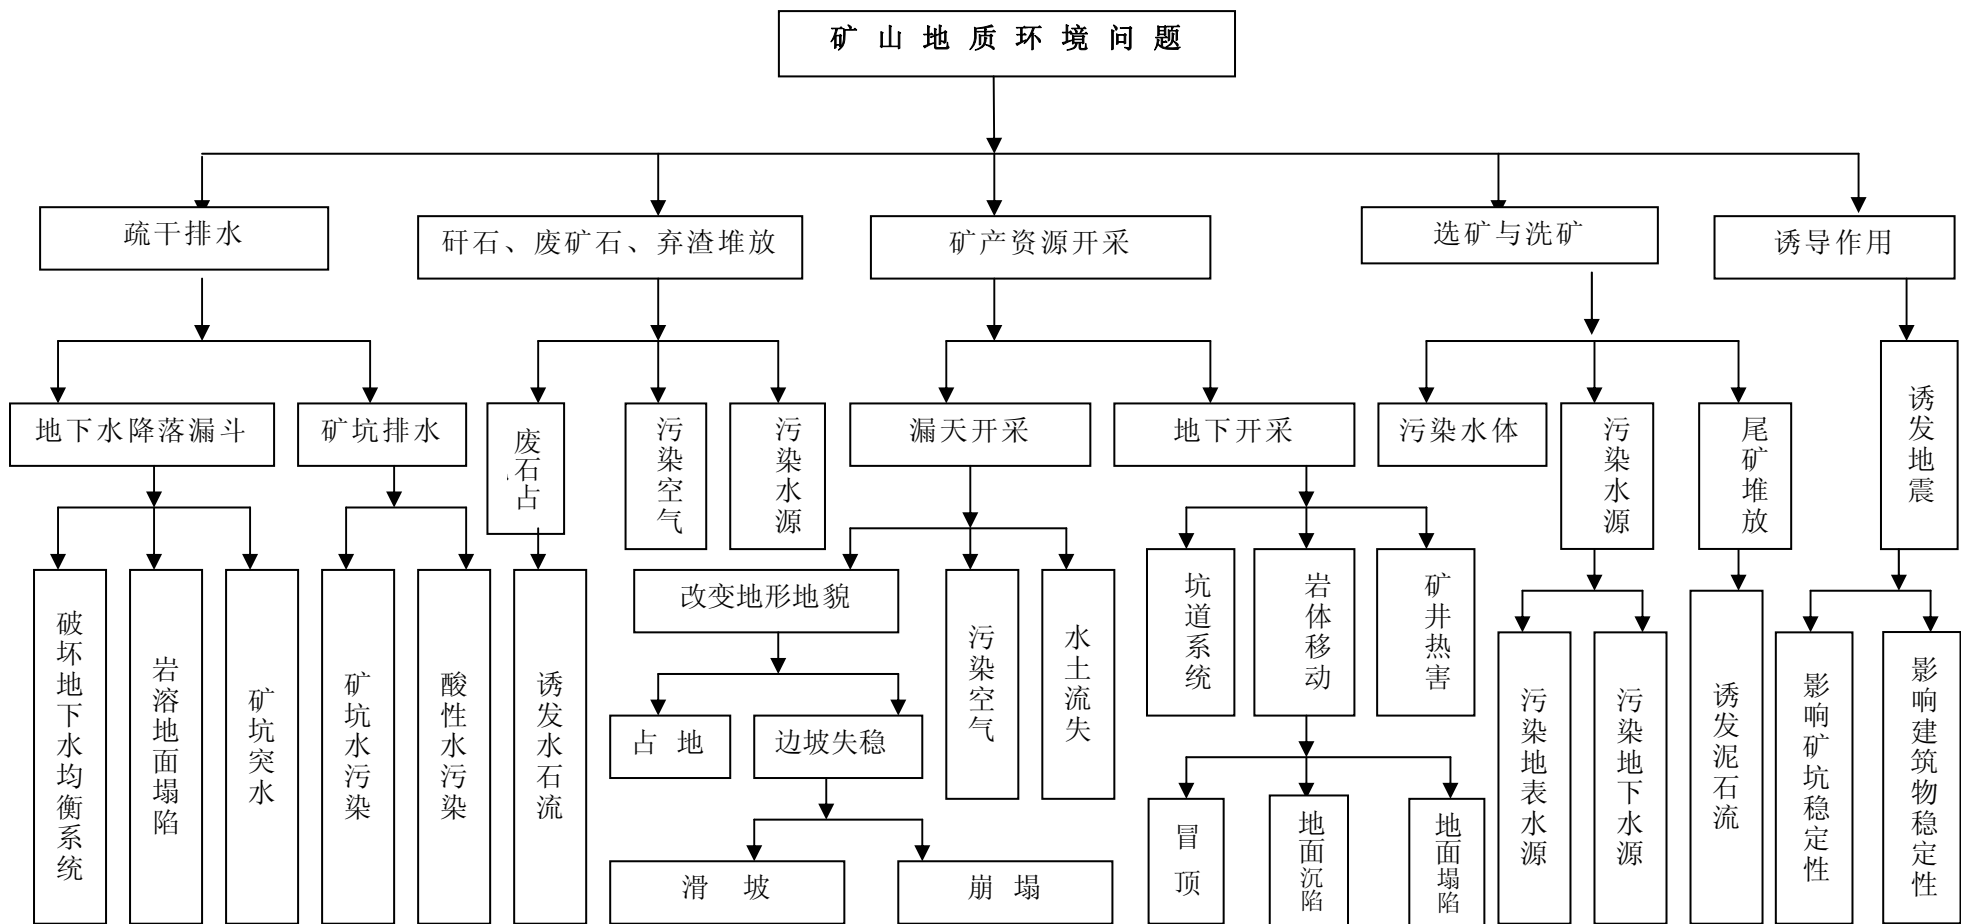 矿 山 地 质 环 境 问 题
疏干排水
矸石、废矿石、弃渣堆放
矿产资源开采
选矿与洗矿
诱导作用
地下水降落漏斗
矿坑排水
废石占
污染空气
污染水源
漏天开采
地下开采
污染水体
污染水源
尾矿堆放
诱发地震
破坏地下水均衡系统
岩溶地面塌陷
矿坑突水
矿坑水污染
酸性水污染
诱发水石流
改变地形地貌
污染空气
水土流失
坑道系统
岩体移动
矿井热害
占 地
边坡失稳
滑 坡
崩 塌
冒顶
地面沉陷
地面塌陷
污染地表水源
污染地下水源
诱发泥石流
影响矿坑稳定性
影响建筑物稳定性